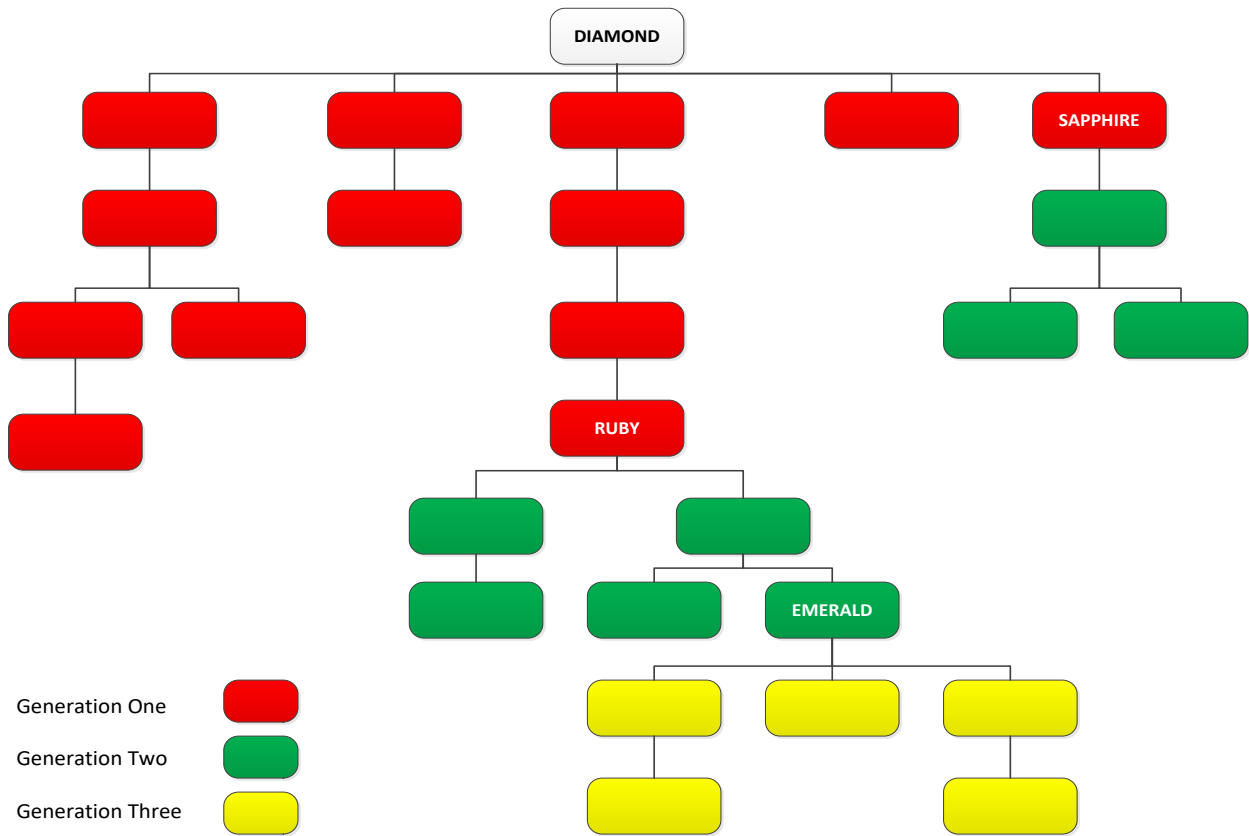 DIAMOND
SAPPHIRE
RUBY
EMERALD
Generation One
Generation Two
Generation Three